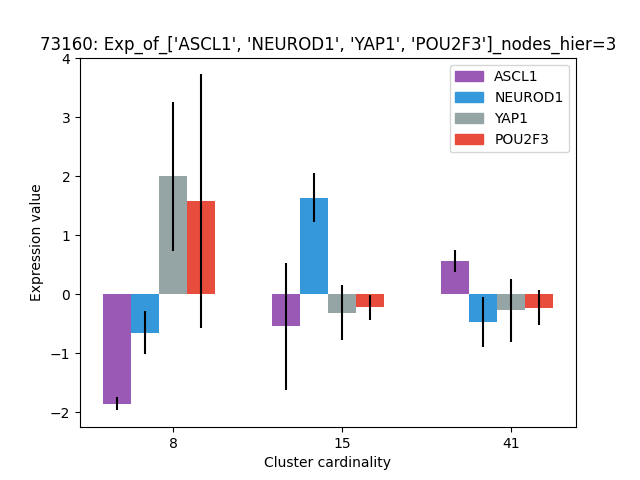 73160: Exp_of_['ASCL1', 'NEUROD1', 'YAP1', 'POU2F3']_nodes_hier=3
ASCL1
NEUROD1
YAP1
POU2F3
Expression value
4
3
2
1
0
−1
−2
8 15 41
Cluster cardinality